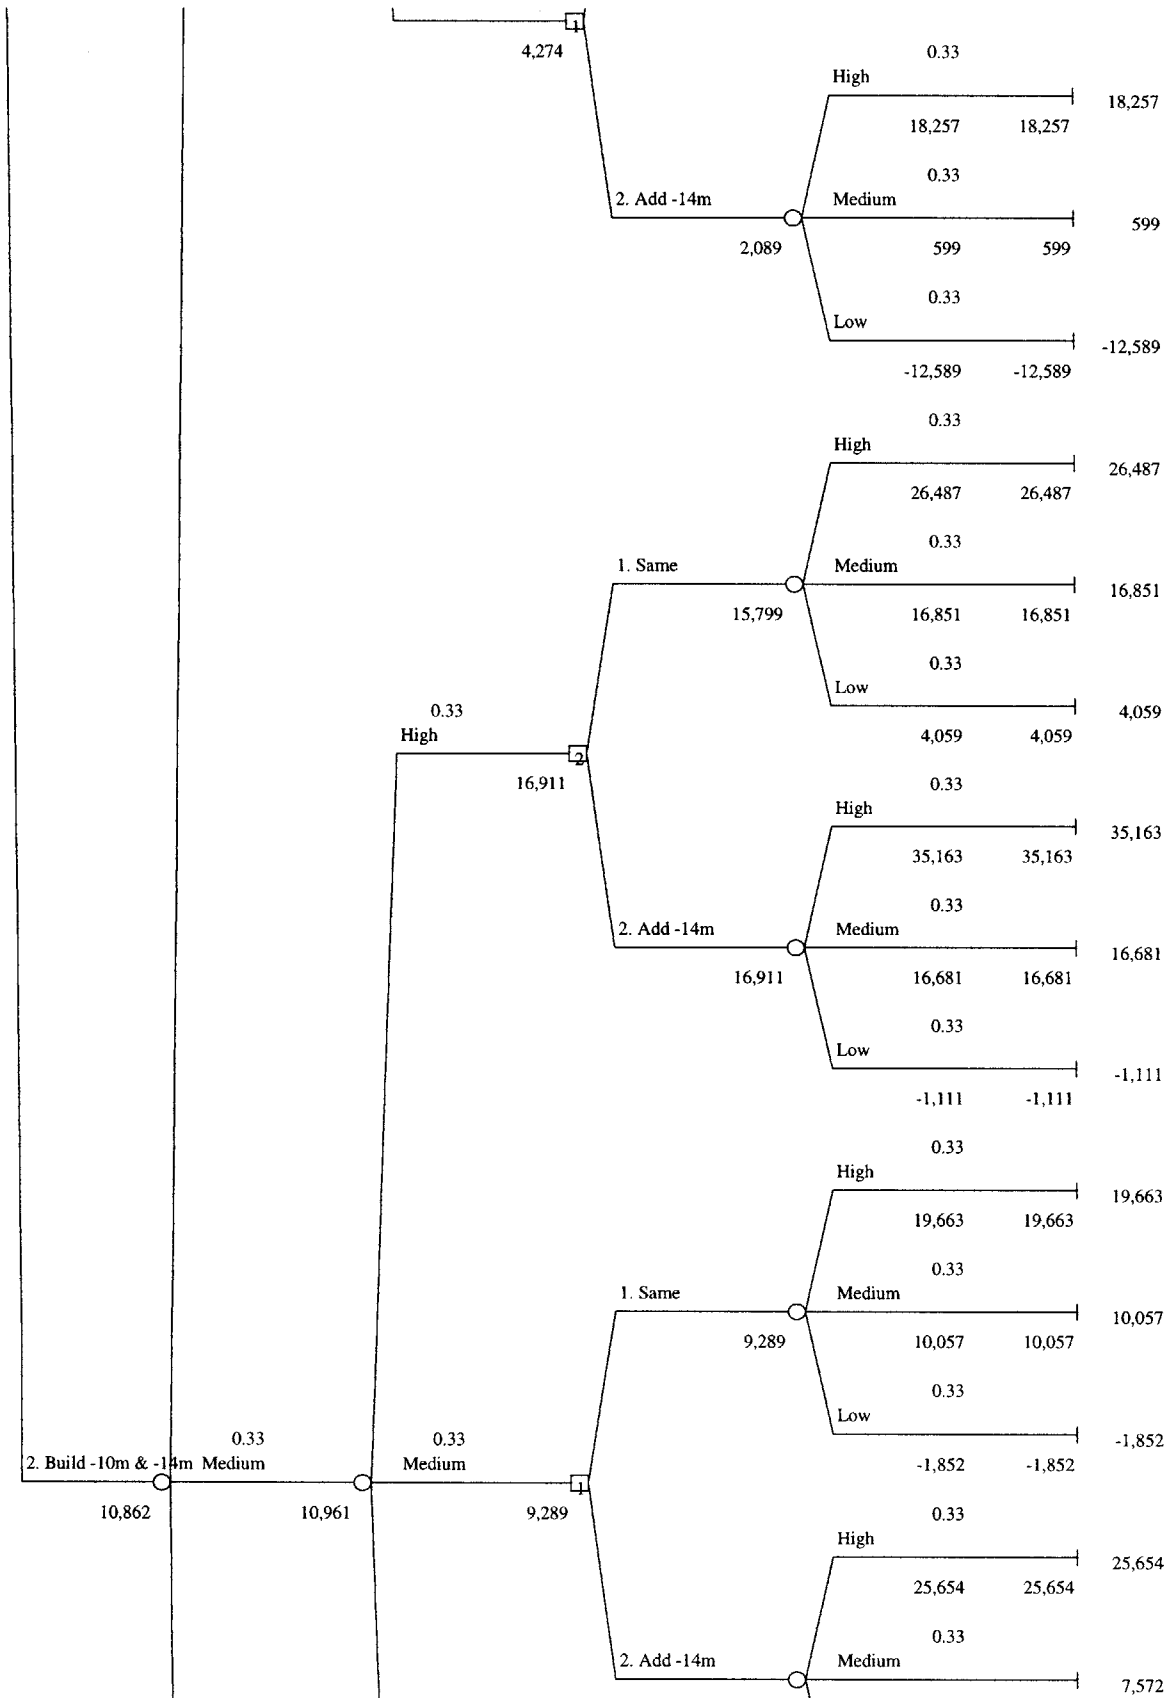 1
4,274
0.33
High
18,257
18,257 18,257
0.33
2. Add -14m Medium
599
2,089 599 599
0.33
Low
-12,589
-12,589 -12,589
0.33
High
26,487
26,487 26,487
0.33
1. Same Medium
16,851
15,799 16,851 16,851
0.33
Low
4,059
0.33
High
2
4,059 4,059
16,911
0.33
High
35,163
35,163 35,163
0.33
2. Add -14m Medium
16,681
16,911 16,681 16,681
0.33
Low
-1,111
-1,111 -1,111
0.33
High
19,663
19,663 19,663
0.33
1. Same Medium
10,057
9,289 10,057 10,057
0.33
Low
-1,852
0.33 0.33
2. Build -10m & -14m Medium Medium
-1,852 -1,852
1
10,862 10,961 9,289
0.33
High
25,654
25,654 25,654
0.33
2. Add -14m Medium
7,572